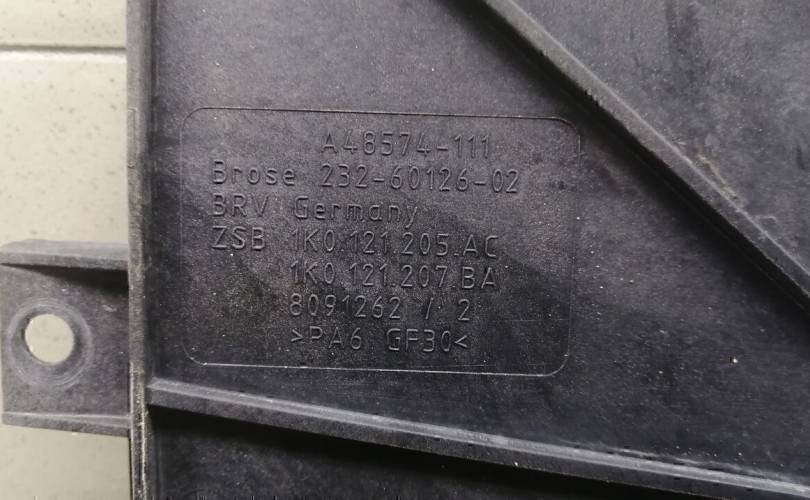 A48574-111
Brose 232-60126-02
BRV Germany
ZSB 1K0.121.205.AC
1K0.121.207 BA
8091262 / 2
>PA6 GF30<